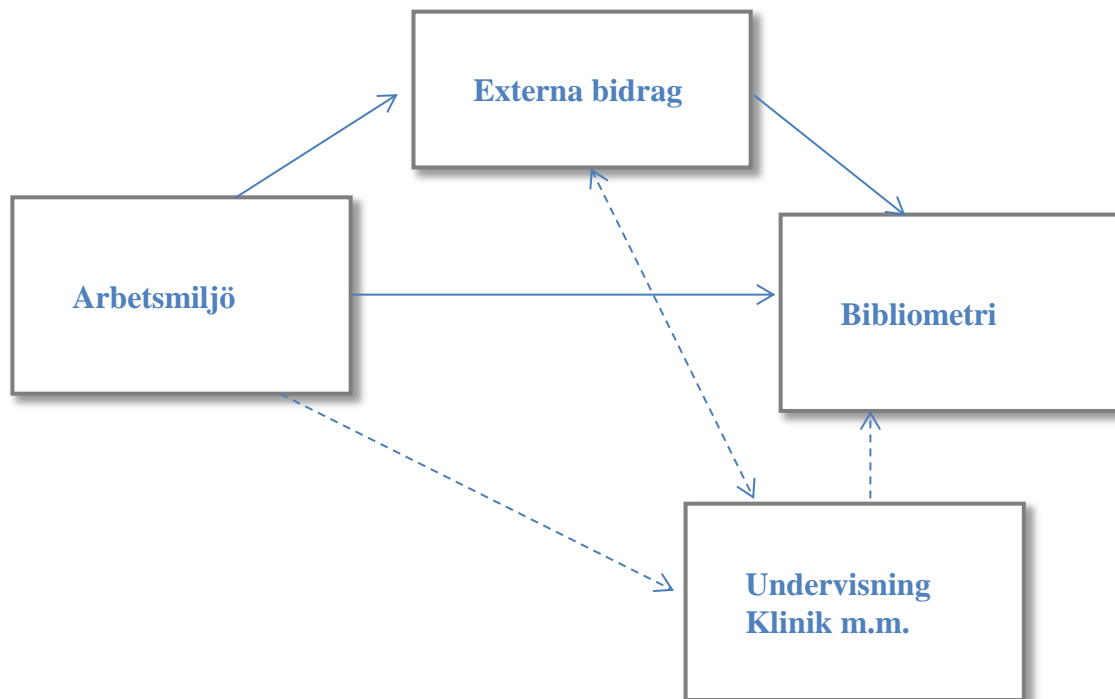 Externa bidrag
Arbetsmiljö
Bibliometri
Undervisning
Klinik m.m.